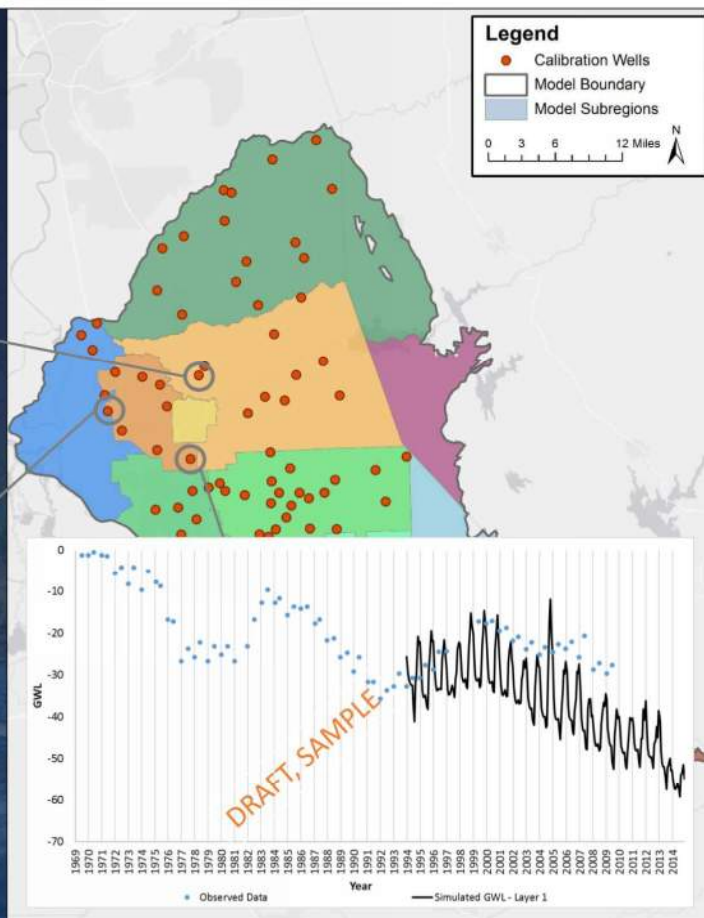 Legend
Calibration Wells
Model Boundary
Model Subregions
0 3 6 12 Miles
N
0
-10
-20
-30
-40
-50
-60
-70
GWL
DRAFT, SAMPLE
1969 1970 1971 1972 1973 1974 1975 1976 1977 1978 1979 1980 1981 1982 1983 1984 1985 1986 1987 1988 1989 1990 1991 1992 1993 1994 1995 1996 1997 1998 1999 2000 2001 2002 2003 2004 2005 2006 2007 2008 2009 2010 2011 2012 2013 2014
Year
Observed Data
Simulated GWL - Layer 1